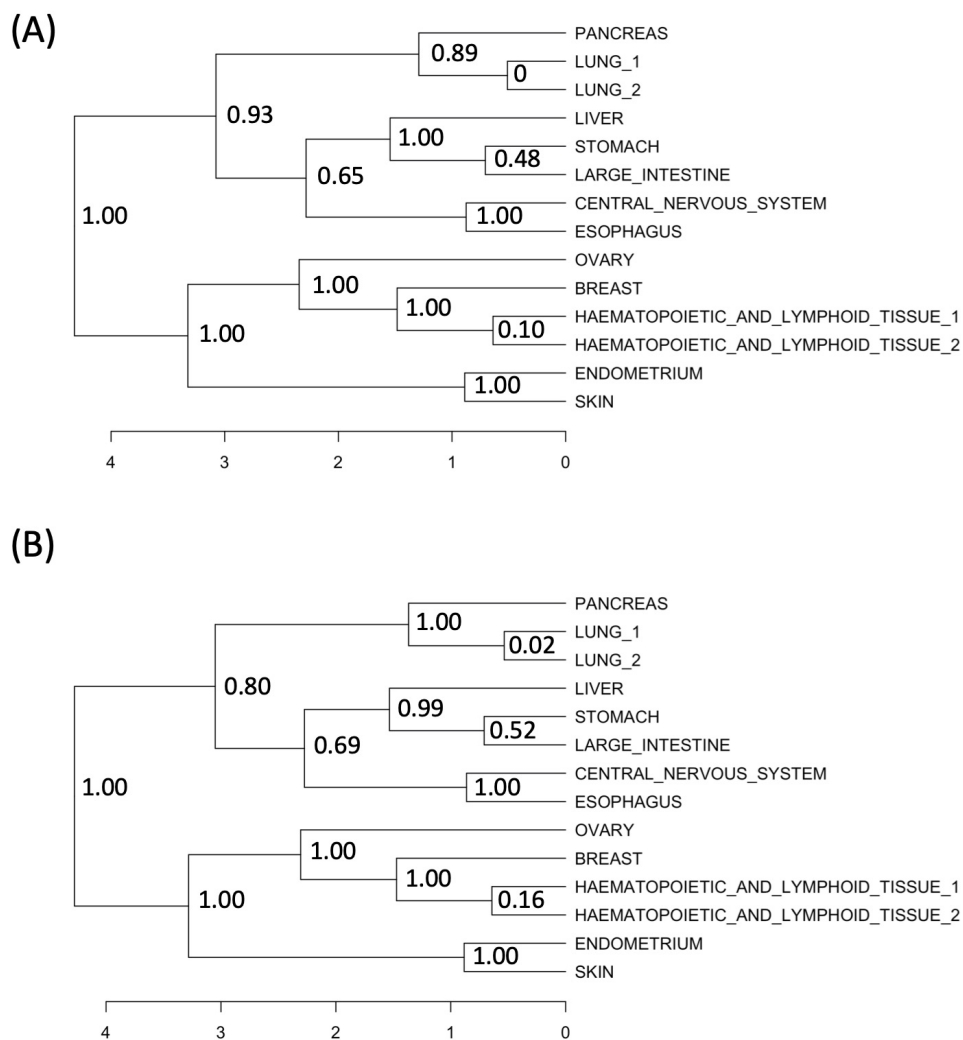 (A)
PANCREAS
0.89
LUNG_1
0
LUNG_2
0.93
LIVER
1.00
STOMACH
0.48
LARGE_INTESTINE
0.65
CENTRAL_NERVOUS_SYSTEM
1.00
ESOPHAGUS
1.00
OVARY
1.00
BREAST
1.00
HAEMATOPOIETIC_AND_LYMPHOID_TISSUE_1
0.10
HAEMATOPOIETIC_AND_LYMPHOID_TISSUE_2
1.00
ENDOMETRIUM
1.00
SKIN
4 3 2 1 0
(B)
PANCREAS
1.00
LUNG_1
0.02
LUNG_2
0.80
LIVER
0.99
STOMACH
0.52
LARGE_INTESTINE
0.69
CENTRAL_NERVOUS_SYSTEM
1.00
ESOPHAGUS
1.00
OVARY
1.00
BREAST
1.00
HAEMATOPOIETIC_AND_LYMPHOID_TISSUE_1
0.16
HAEMATOPOIETIC_AND_LYMPHOID_TISSUE_2
1.00
ENDOMETRIUM
1.00
SKIN
4 3 2 1 0